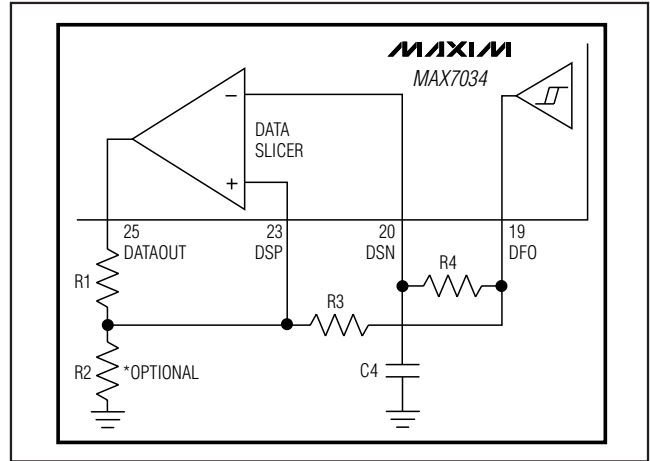 MAXIM
MAX7034
−
DATA
SLICER
+
25
DATAOUT
23
DSP
20
DSN
19
DFO
R1
R3
R4
R2 *OPTIONAL
C4